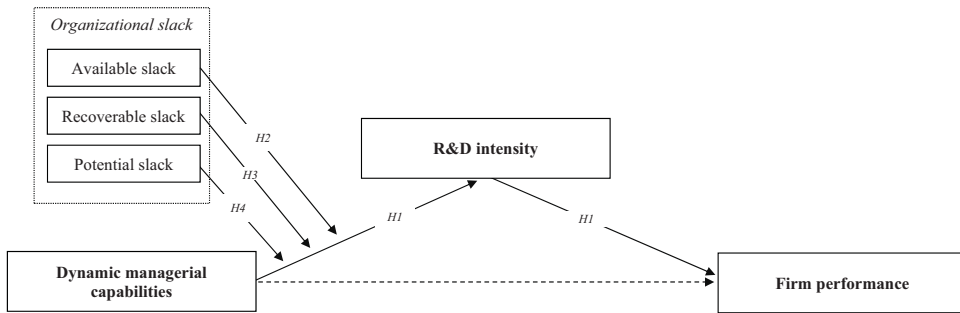 Organizational slack
Available slack
Recoverable slack
Potential slack
H2
H3
H4
R&D intensity
H1
H1
Dynamic managerial
capabilities
Firm performance